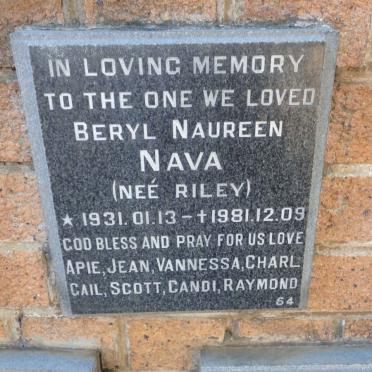 IN LOVING MEMORY
TO THE ONE WE LOVED
BERYL NAUREEN
NAVA
(NEÉ RILEY)
★ 1931.01.13 – † 1981.12.09
GOD BLESS AND PRAY FOR US LOVE
APIE, JEAN, VANNESSA, CHARL
GAIL, SCOTT, CANDI, RAYMOND
64